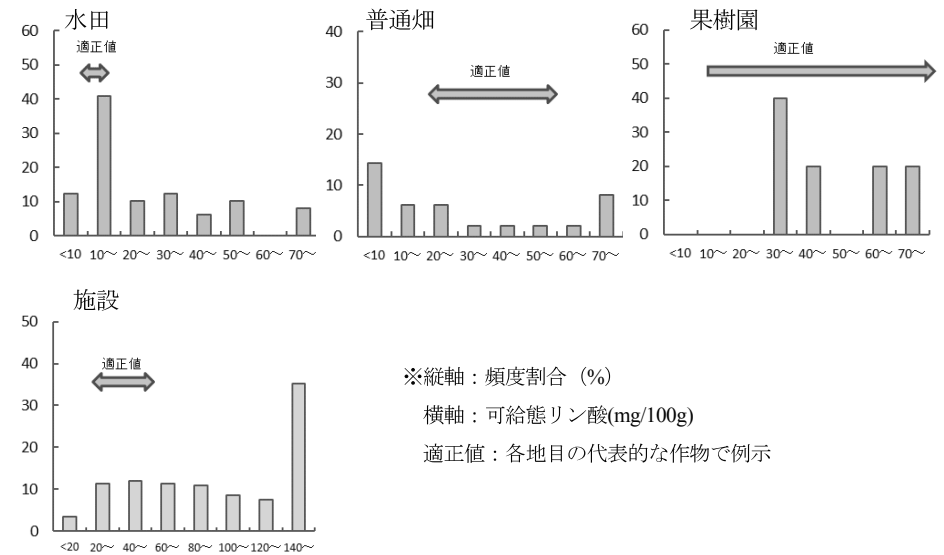 水田
60
50
40
30
20
10
0
適正値
<10 10～ 20～ 30～ 40～ 50～ 60～ 70～
普通畑
40
30
20
10
0
適正値
<10 10～ 20～ 30～ 40～ 50～ 60～ 70～
果樹園
60
50
40
30
20
10
0
適正値
<10 10～ 20～ 30～ 40～ 50～ 60～ 70～
施設
50
40
30
20
10
0
適正値
<20 20～ 40～ 60～ 80～ 100～ 120～ 140～
※縦軸：頻度割合（%）
横軸：可給態リン酸(mg/100g)
適正値：各地目の代表的な作物で例示